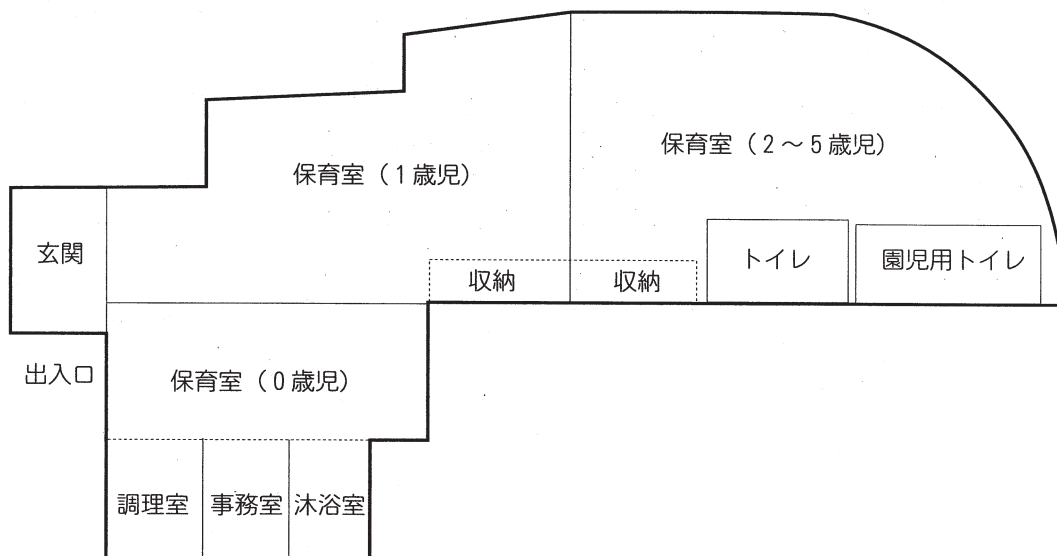 保育室（2～5歳児）
保育室（1歳児）
玄関
トイレ
園児用トイレ
収納
収納
出入口
保育室（0歳児）
調理室
事務室
沐浴室